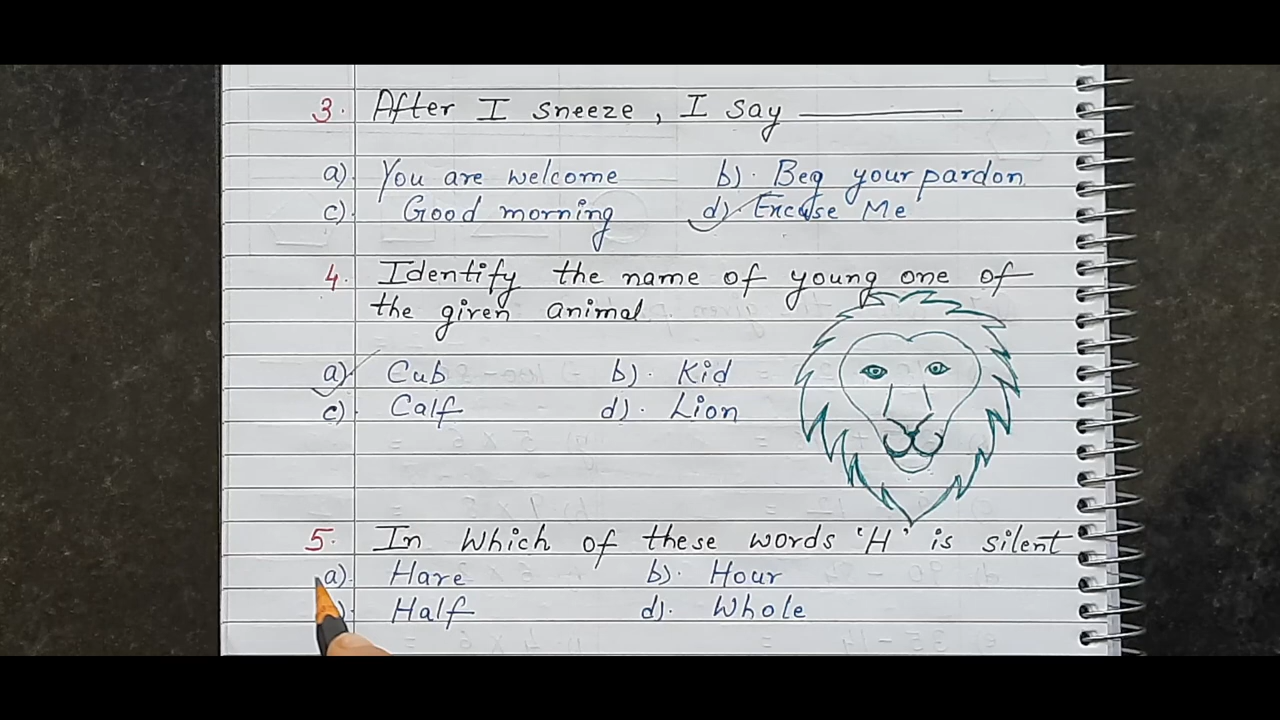 3. After I sneeze, I say ________
a). You are welcome b). Beg your pardon
c). Good morning d). Excuse Me
4. Identify the name of young one of
the given animal
a). Cub b). Kid
c). Calf d). Lion
5. In Which of these words 'H' is silent
a). Hare b). Hour
). Half d). Whole